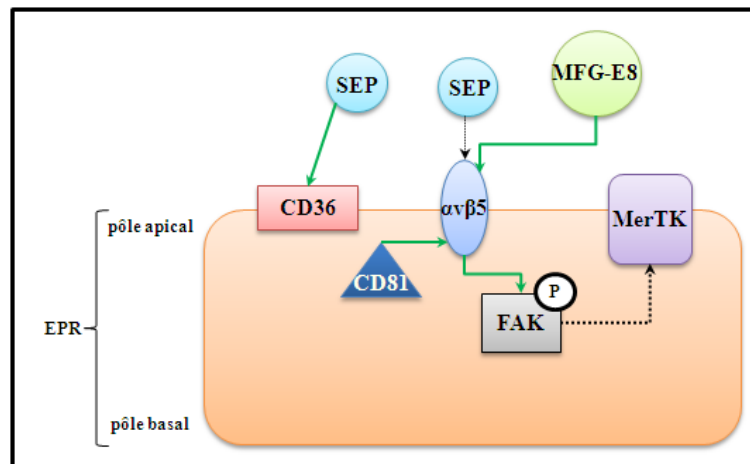 SEP
SEP
MFG-E8
CD36
αvβ5
MerTK
pôle apical
CD81
P
FAK
EPR
pôle basal